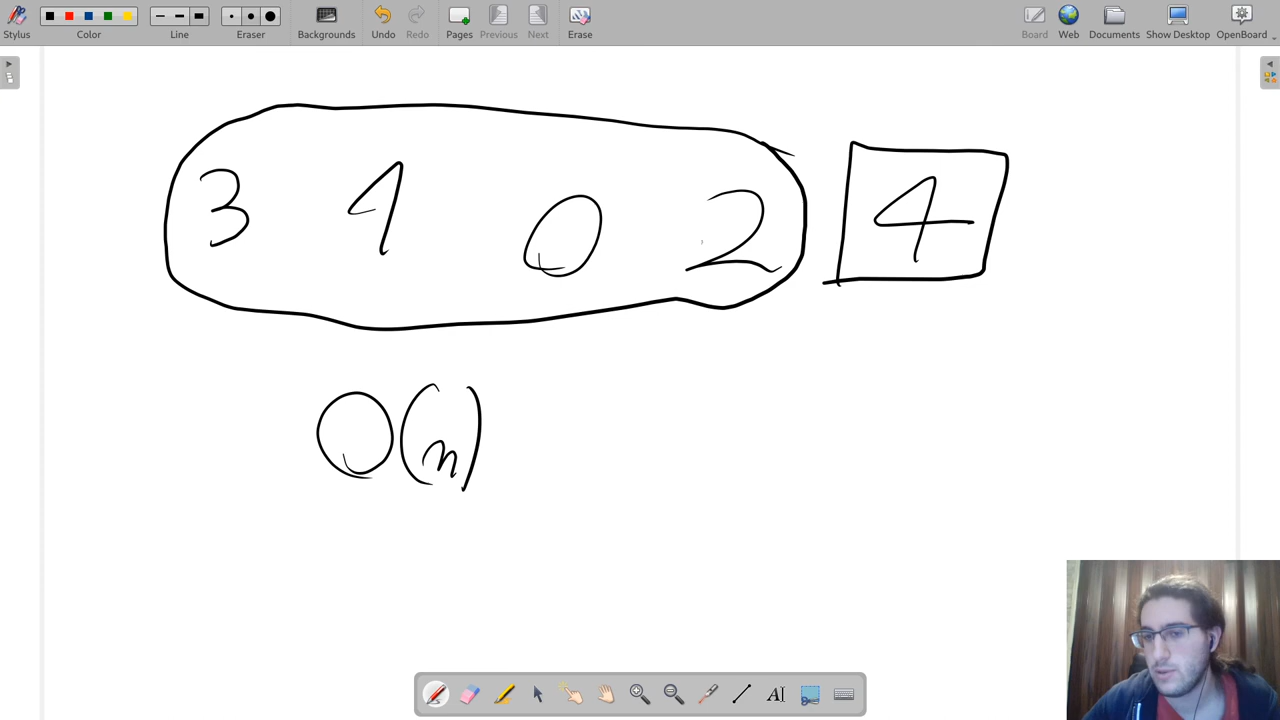 Stylus Color Line Eraser Backgrounds Undo Redo Pages Previous Next Erase Board Web Documents Show Desktop OpenBoard
3 1 0 2 4
O(n)
AI